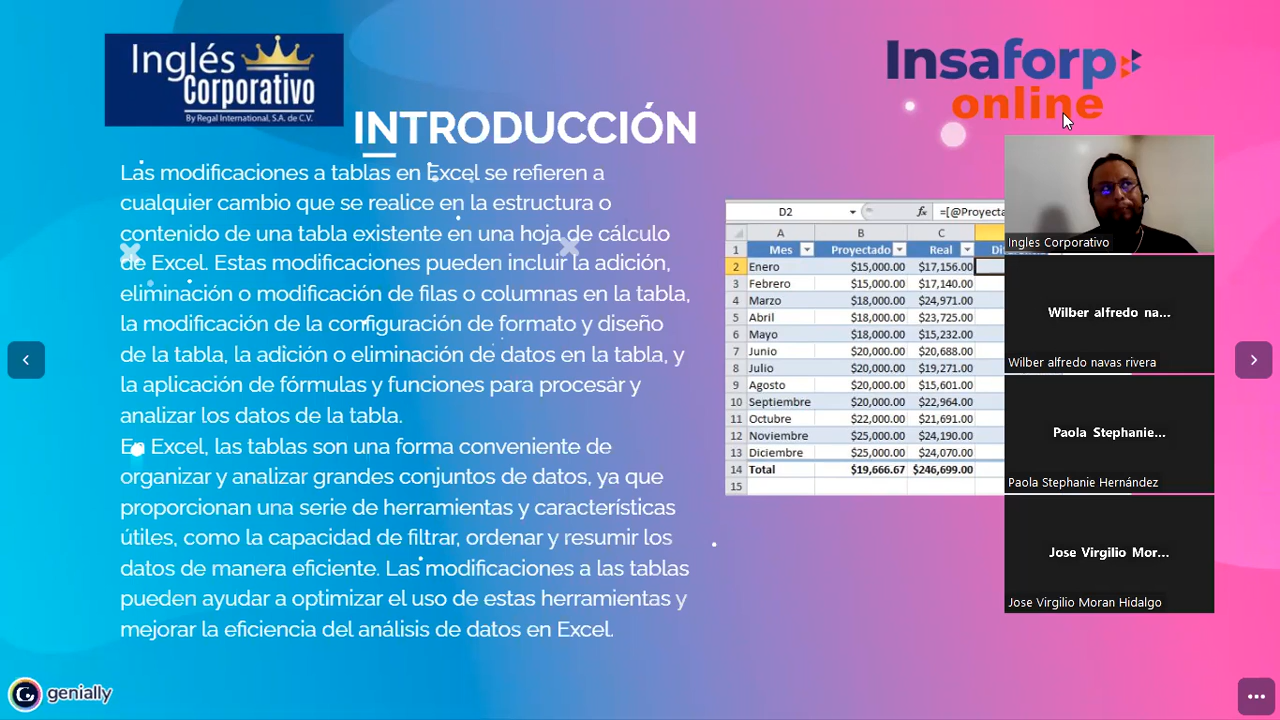 Inglés
Corporativo
By Regal International, S.A. de C.V.
Insaforp
online
INTRODUCCIÓN
Las modificaciones a tablas en Excel se refieren a
cualquier cambio que se realice en la estructura o
contenido de una tabla existente en una hoja de cálculo
de Excel. Estas modificaciones pueden incluir la adición,
eliminación o modificación de filas o columnas en la tabla,
la modificación de la configuración de formato y diseño
de la tabla, la adición o eliminación de datos en la tabla, y
la aplicación de fórmulas y funciones para procesar y
analizar los datos de la tabla.
En Excel, las tablas son una forma conveniente de
organizar y analizar grandes conjuntos de datos, ya que
proporcionan una serie de herramientas y características
útiles, como la capacidad de filtrar, ordenar y resumir los
datos de manera eficiente. Las modificaciones a las tablas
pueden ayudar a optimizar el uso de estas herramientas y
mejorar la eficiencia del análisis de datos en Excel.
D2 fx =[@Proyecta
A B C
1 Mes Proyectado Real
2 Enero $15,000.00 $17,156.00
3 Febrero $15,000.00 $17,140.00
4 Marzo $18,000.00 $24,971.00
5 Abril $18,000.00 $23,725.00
6 Mayo $18,000.00 $15,232.00
7 Junio $20,000.00 $20,688.00
8 Julio $20,000.00 $19,271.00
9 Agosto $20,000.00 $15,601.00
10 Septiembre $20,000.00 $22,964.00
11 Octubre $22,000.00 $21,691.00
12 Noviembre $25,000.00 $24,190.00
13 Diciembre $25,000.00 $24,070.00
14 Total $19,666.67 $246,699.00
15
Ingles Corporativo
Wilber alfredo na...
Wilber alfredo navas rivera
Paola Stephanie...
Paola Stephanie Hernández
Jose Virgilio Mor...
Jose Virgilio Moran Hidalgo
genially